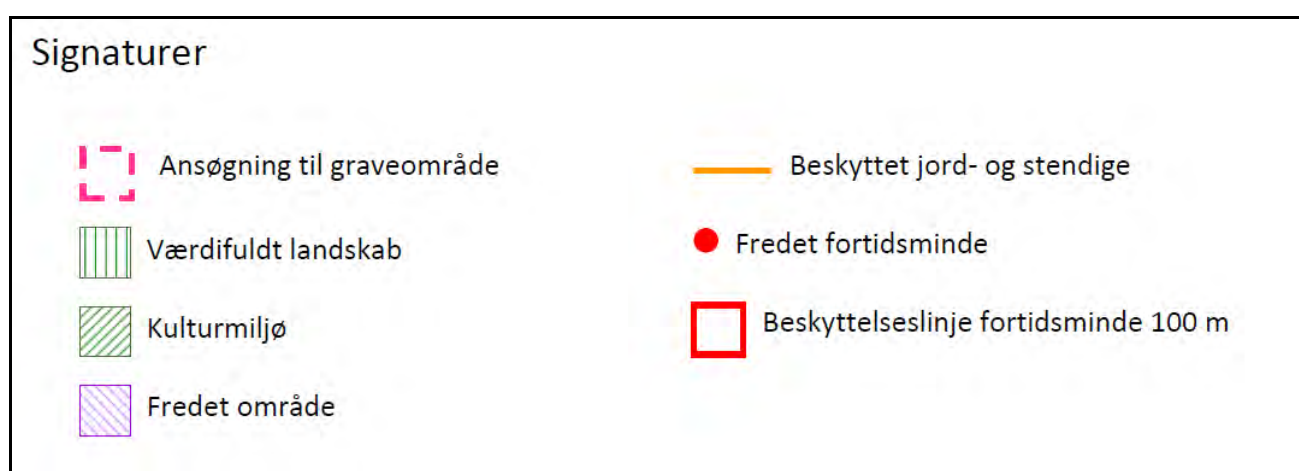 Signaturer
Ansøgning til graveområde
Værdifuldt landskab
Kulturmiljø
Fredet område
Beskyttet jord- og stendige
Fredet fortidsminde
Beskyttelseslinje fortidsminde 100 m